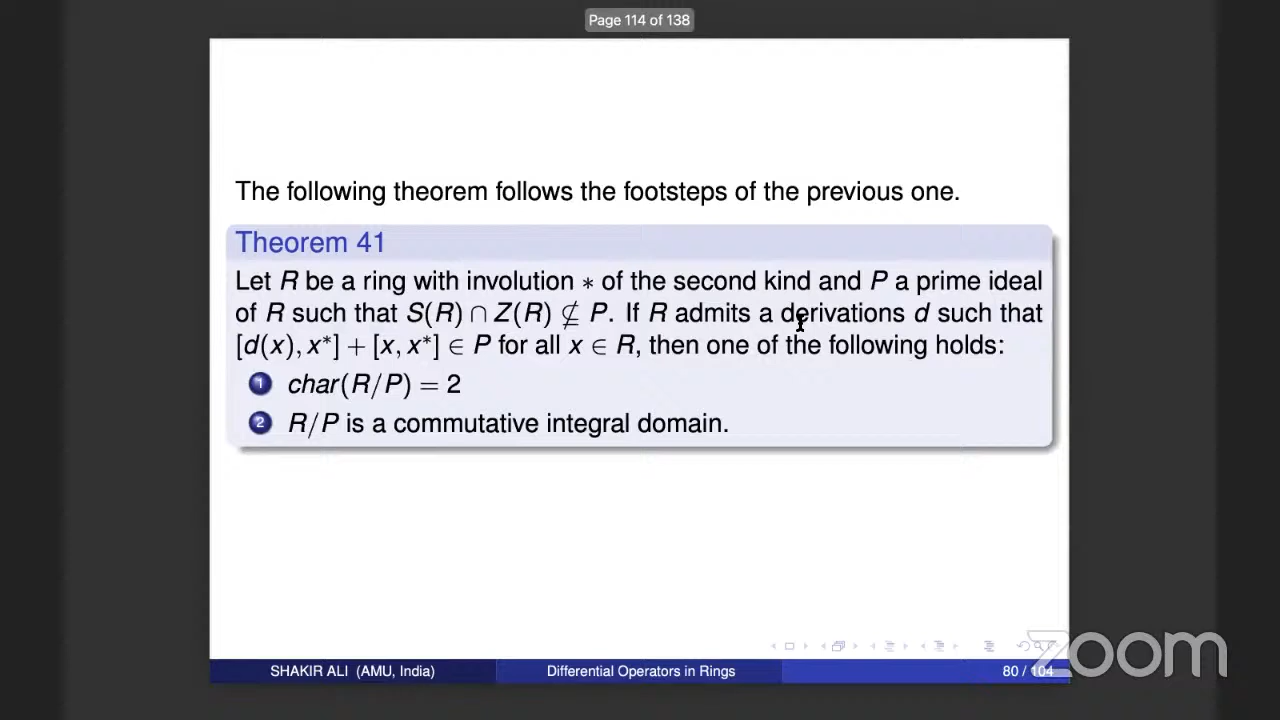 Page 114 of 138
The following theorem follows the footsteps of the previous one.
Theorem 41
Let R be a ring with involution ∗ of the second kind and P a prime ideal
of R such that S(R) ∩ Z(R) ⊈ P. If R admits a derivations d such that
[d(x), x*] + [x, x*] ∈ P for all x ∈ R, then one of the following holds:
1 char(R/P) = 2
2 R/P is a commutative integral domain.
SHAKIR ALI (AMU, India) Differential Operators in Rings 80 / 104
zoom